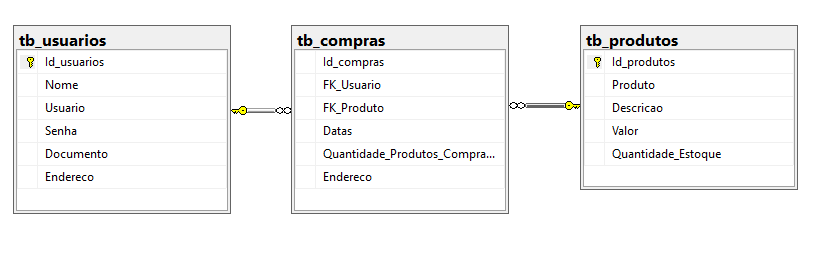 tb_usuarios
Id_usuarios
Nome
Usuario
Senha
Documento
Endereco
tb_compras
Id_compras
FK_Usuario
FK_Produto
Datas
Quantidade_Produtos_Compra...
Endereco
tb_produtos
Id_produtos
Produto
Descricao
Valor
Quantidade_Estoque